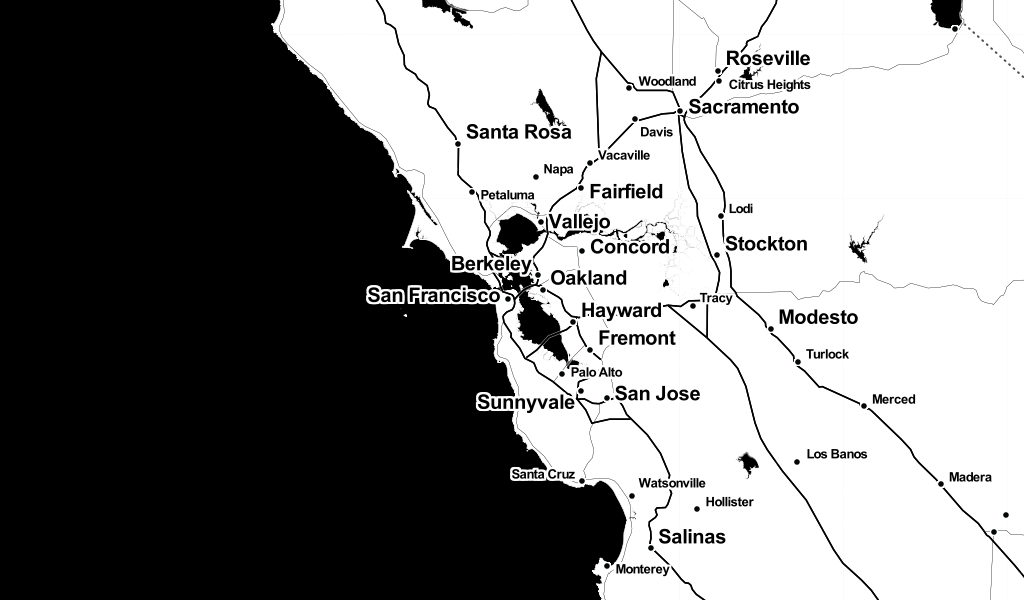 Roseville
Woodland
Citrus Heights
Sacramento
Santa Rosa
Davis
Vacaville
Napa
Fairfield
Petaluma
Lodi
Vallejo
Concord
Stockton
Berkeley
Oakland
San Francisco
Tracy
Hayward
Modesto
Fremont
Turlock
Palo Alto
San Jose
Sunnyvale
Merced
Los Banos
Santa Cruz
Madera
Watsonville
Hollister
Salinas
Monterey